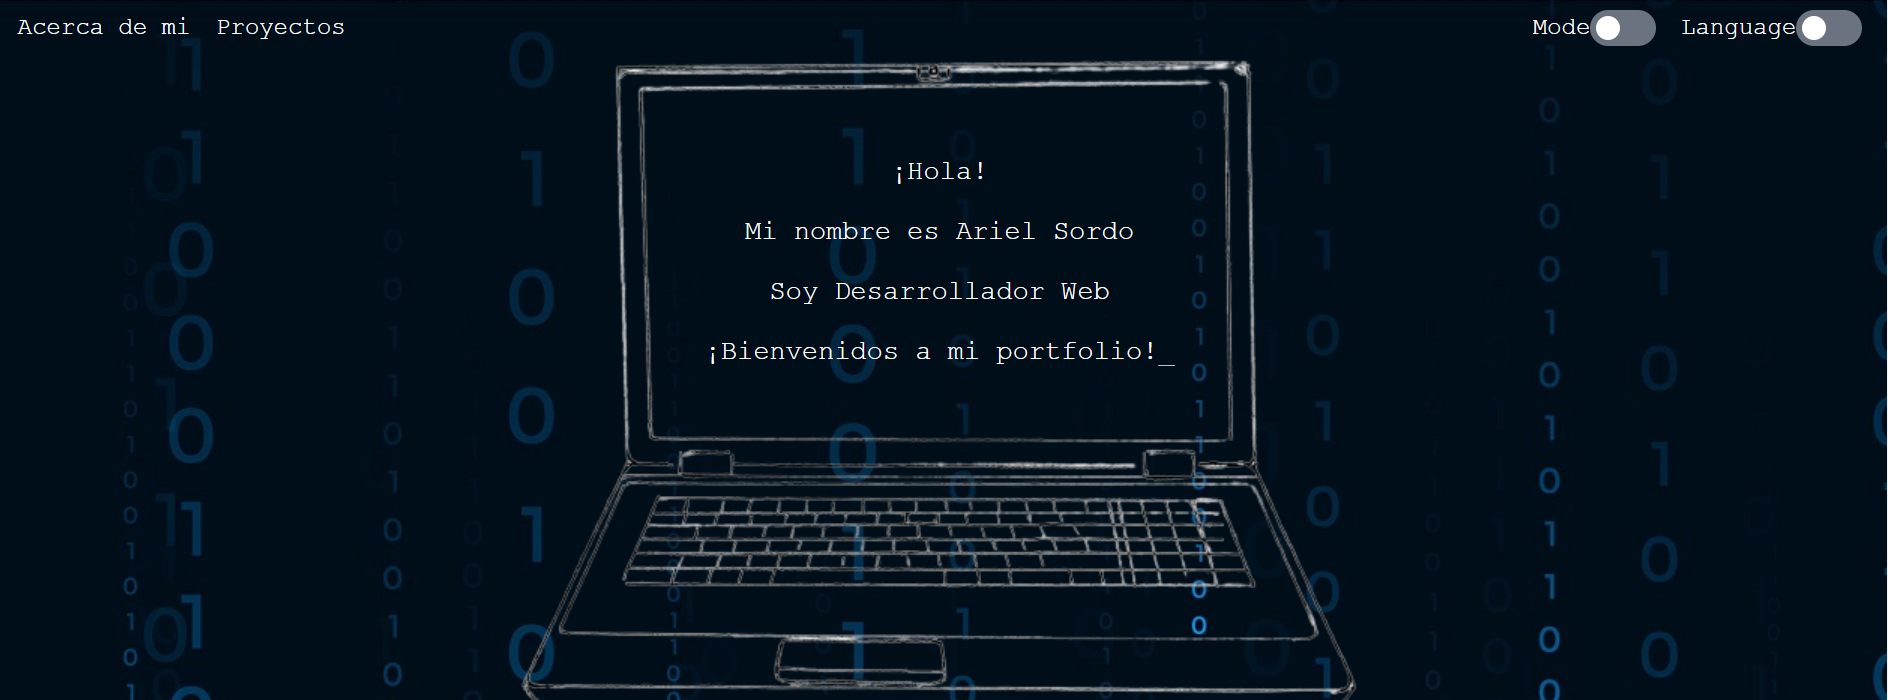 Acerca de mi Proyectos Mode Language
¡Hola!
Mi nombre es Ariel Sordo
Soy Desarrollador Web
¡Bienvenidos a mi portfolio!_